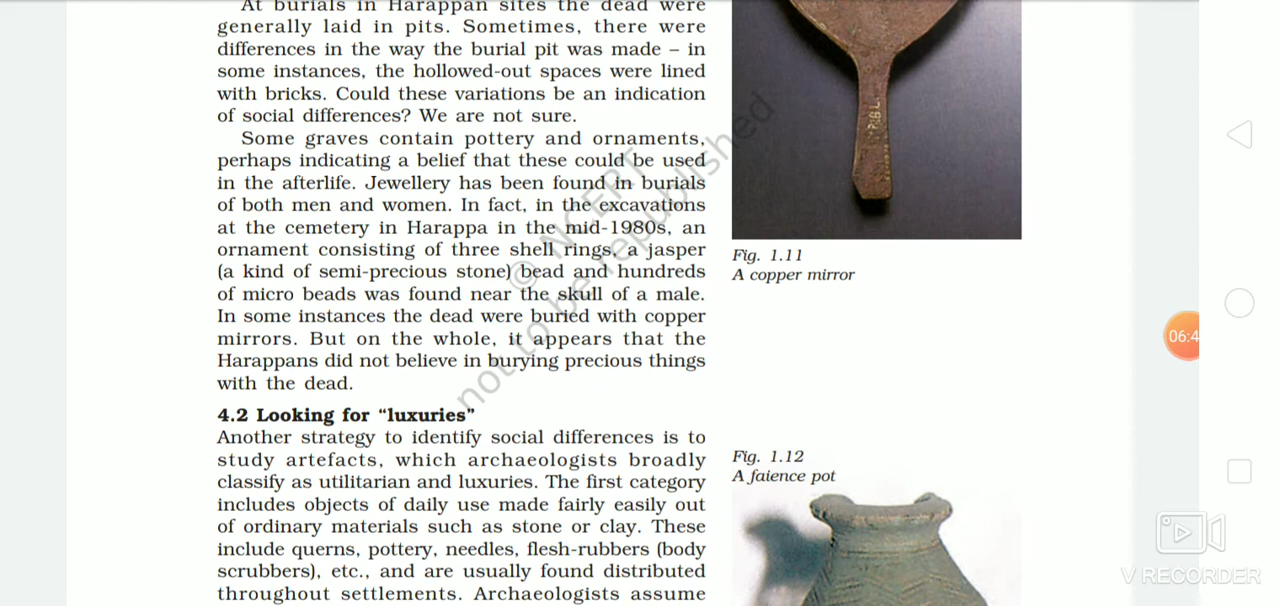 At burials in Harappan sites the dead were
generally laid in pits. Sometimes, there were
differences in the way the burial pit was made – in
some instances, the hollowed-out spaces were lined
with bricks. Could these variations be an indication
of social differences? We are not sure.
Some graves contain pottery and ornaments,
perhaps indicating a belief that these could be used
in the afterlife. Jewellery has been found in burials
of both men and women. In fact, in the excavations
at the cemetery in Harappa in the mid-1980s, an
ornament consisting of three shell rings, a jasper
(a kind of semi-precious stone) bead and hundreds
of micro beads was found near the skull of a male.
In some instances the dead were buried with copper
mirrors. But on the whole, it appears that the
Harappans did not believe in burying precious things
with the dead.
4.2 Looking for “luxuries”
Another strategy to identify social differences is to
study artefacts, which archaeologists broadly
classify as utilitarian and luxuries. The first category
includes objects of daily use made fairly easily out
of ordinary materials such as stone or clay. These
include querns, pottery, needles, flesh-rubbers (body
scrubbers), etc., and are usually found distributed
throughout settlements. Archaeologists assume
Fig. 1.11
A copper mirror
Fig. 1.12
A faience pot
© NCERT
not to be republished
06:4
V RECORDER